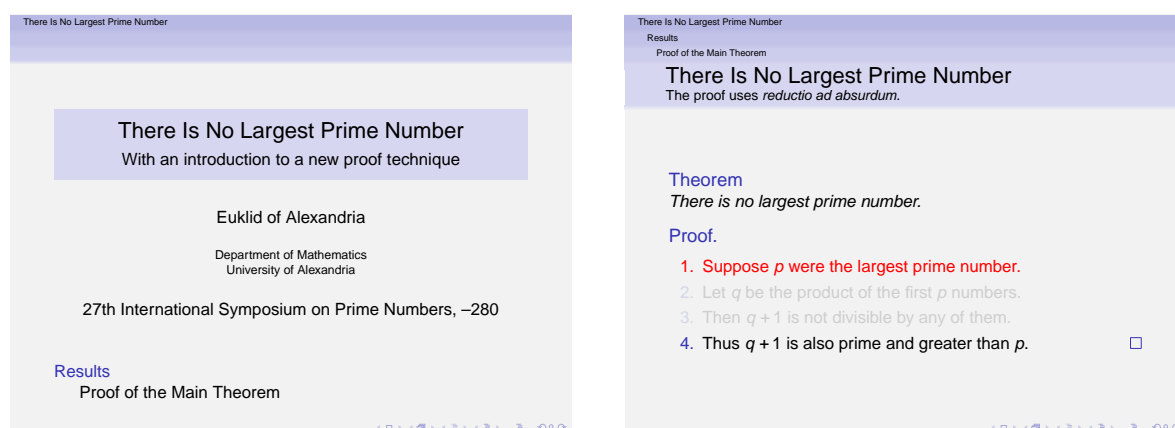 There Is No Largest Prime Number
There Is No Largest Prime Number
With an introduction to a new proof technique
Euklid of Alexandria
Department of Mathematics
University of Alexandria
27th International Symposium on Prime Numbers, –280
Results
Proof of the Main Theorem
There Is No Largest Prime Number
Results
Proof of the Main Theorem
There Is No Largest Prime Number
The proof uses reductio ad absurdum.
Theorem
There is no largest prime number.
Proof.
1. Suppose p were the largest prime number.
2. Let q be the product of the first p numbers.
3. Then q + 1 is not divisible by any of them.
4. Thus q + 1 is also prime and greater than p.